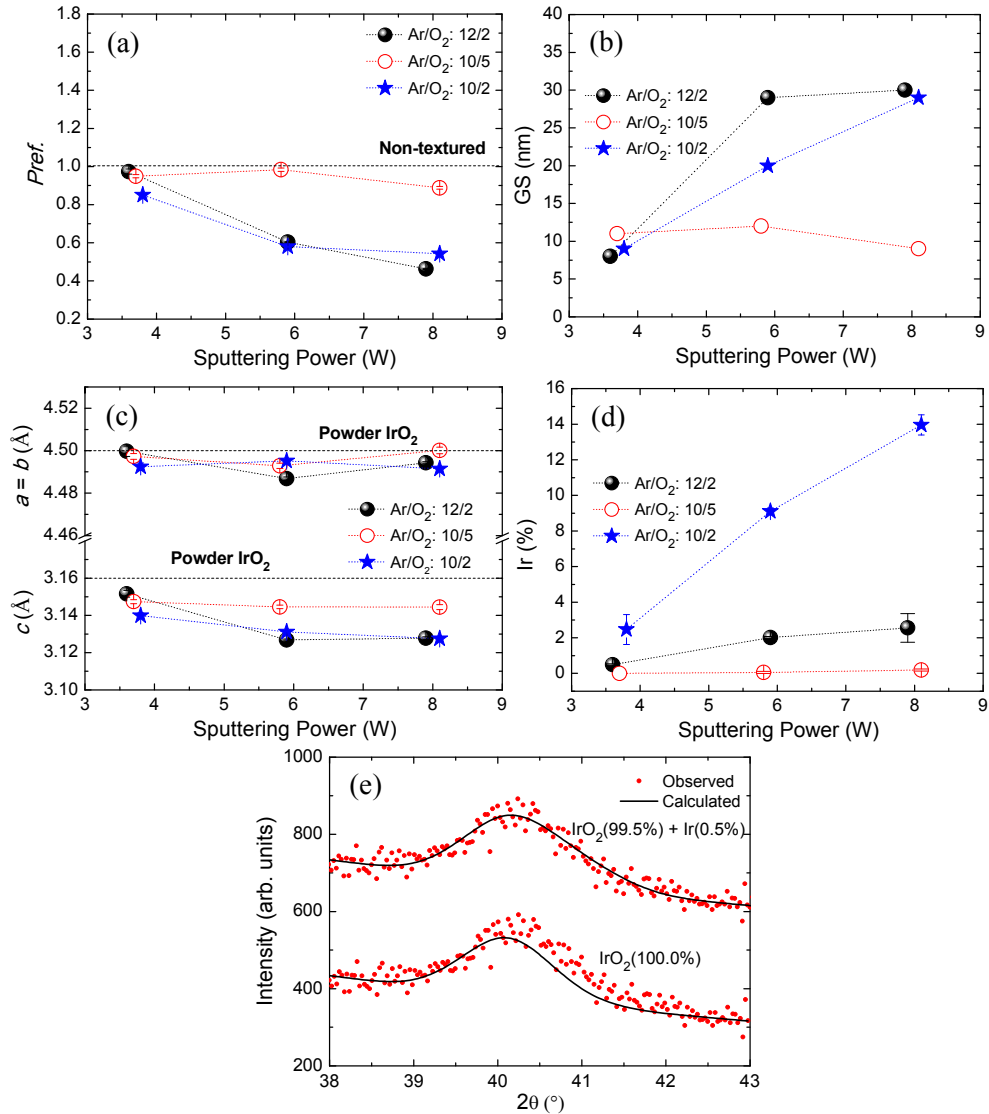 (a)
Ar/O2: 12/2
Ar/O2: 10/5
Ar/O2: 10/2
Non-textured
Pref.
1.8
1.6
1.4
1.2
1.0
0.8
0.6
0.4
0.2
3 4 5 6 7 8 9
Sputtering Power (W)
(b)
Ar/O2: 12/2
Ar/O2: 10/5
Ar/O2: 10/2
GS (nm)
40
35
30
25
20
15
10
5
0
3 4 5 6 7 8 9
Sputtering Power (W)
(c)
Powder IrO2
Ar/O2: 12/2
Ar/O2: 10/5
Ar/O2: 10/2
Powder IrO2
a = b (Å)
c (Å)
4.52
4.50
4.48
4.46
3.16
3.14
3.12
3.10
3 4 5 6 7 8 9
Sputtering Power (W)
(d)
Ar/O2: 12/2
Ar/O2: 10/5
Ar/O2: 10/2
Ir (%)
16
14
12
10
8
6
4
2
0
3 4 5 6 7 8 9
Sputtering Power (W)
(e)
Observed
Calculated
IrO2(99.5%) + Ir(0.5%)
IrO2(100.0%)
Intensity (arb. units)
1000
800
600
400
200
38 39 40 41 42 43
2θ (°)